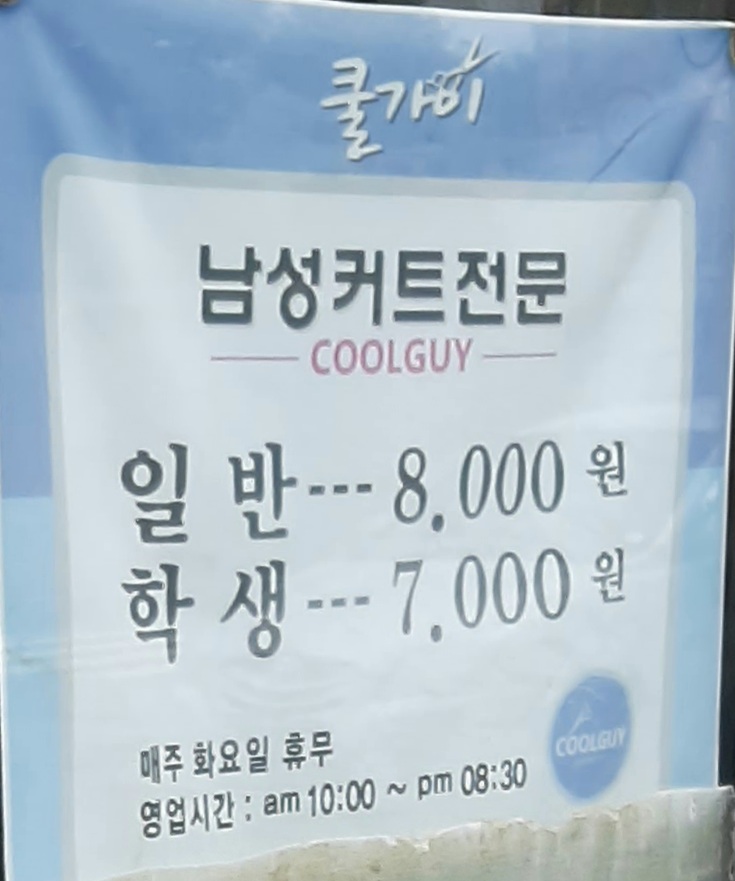 쿨가이
남성커트전문
COOLGUY
일 반--- 8,000 원
학 생--- 7,000 원
매주 화요일 휴무
영업시간 : am 10:00 ~ pm 08:30
COOLGUY